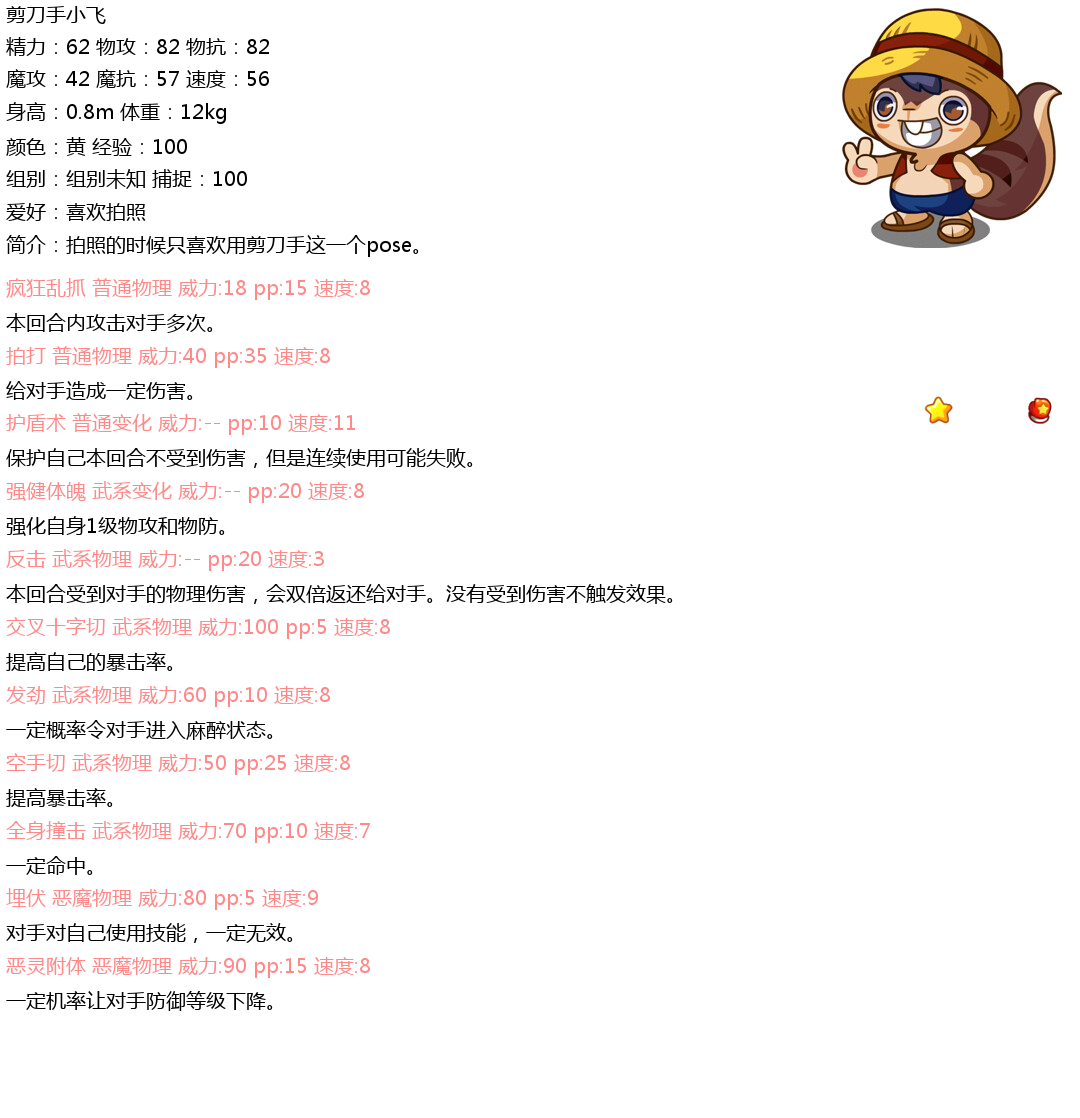 剪刀手小飞
精力：62 物攻：82 物抗：82
魔攻：42 魔抗：57 速度：56
身高：0.8m 体重：12kg
颜色：黄 经验：100
组别：组别未知 捕捉：100
爱好：喜欢拍照
简介：拍照的时候只喜欢用剪刀手这一个pose。
疯狂乱抓 普通物理 威力:18 pp:15 速度:8
本回合内攻击对手多次。
拍打 普通物理 威力:40 pp:35 速度:8
给对手造成一定伤害。
护盾术 普通变化 威力:-- pp:10 速度:11
保护自己本回合不受到伤害，但是连续使用可能失败。
强健体魄 武系变化 威力:-- pp:20 速度:8
强化自身1级物攻和物防。
反击 武系物理 威力:-- pp:20 速度:3
本回合受到对手的物理伤害，会双倍返还给对手。没有受到伤害不触发效果。
交叉十字切 武系物理 威力:100 pp:5 速度:8
提高自己的暴击率。
发劲 武系物理 威力:60 pp:10 速度:8
一定概率令对手进入麻醉状态。
空手切 武系物理 威力:50 pp:25 速度:8
提高暴击率。
全身撞击 武系物理 威力:70 pp:10 速度:7
一定命中。
埋伏 恶魔物理 威力:80 pp:5 速度:9
对手对自己使用技能，一定无效。
恶灵附体 恶魔物理 威力:90 pp:15 速度:8
一定机率让对手防御等级下降。